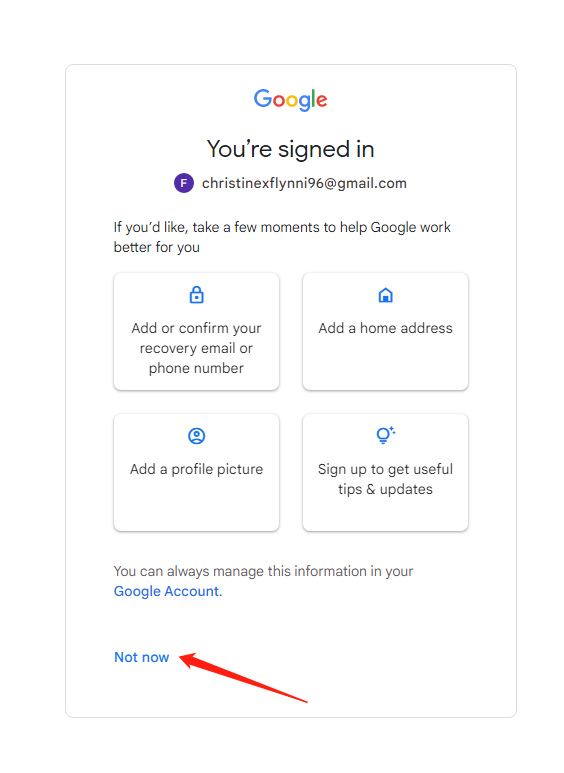 Google
You’re signed in
F christinexflynni96@gmail.com
If you’d like, take a few moments to help Google work
better for you
Add or confirm your
recovery email or
phone number
Add a home address
Add a profile picture
Sign up to get useful
tips & updates
You can always manage this information in your
Google Account.
Not now